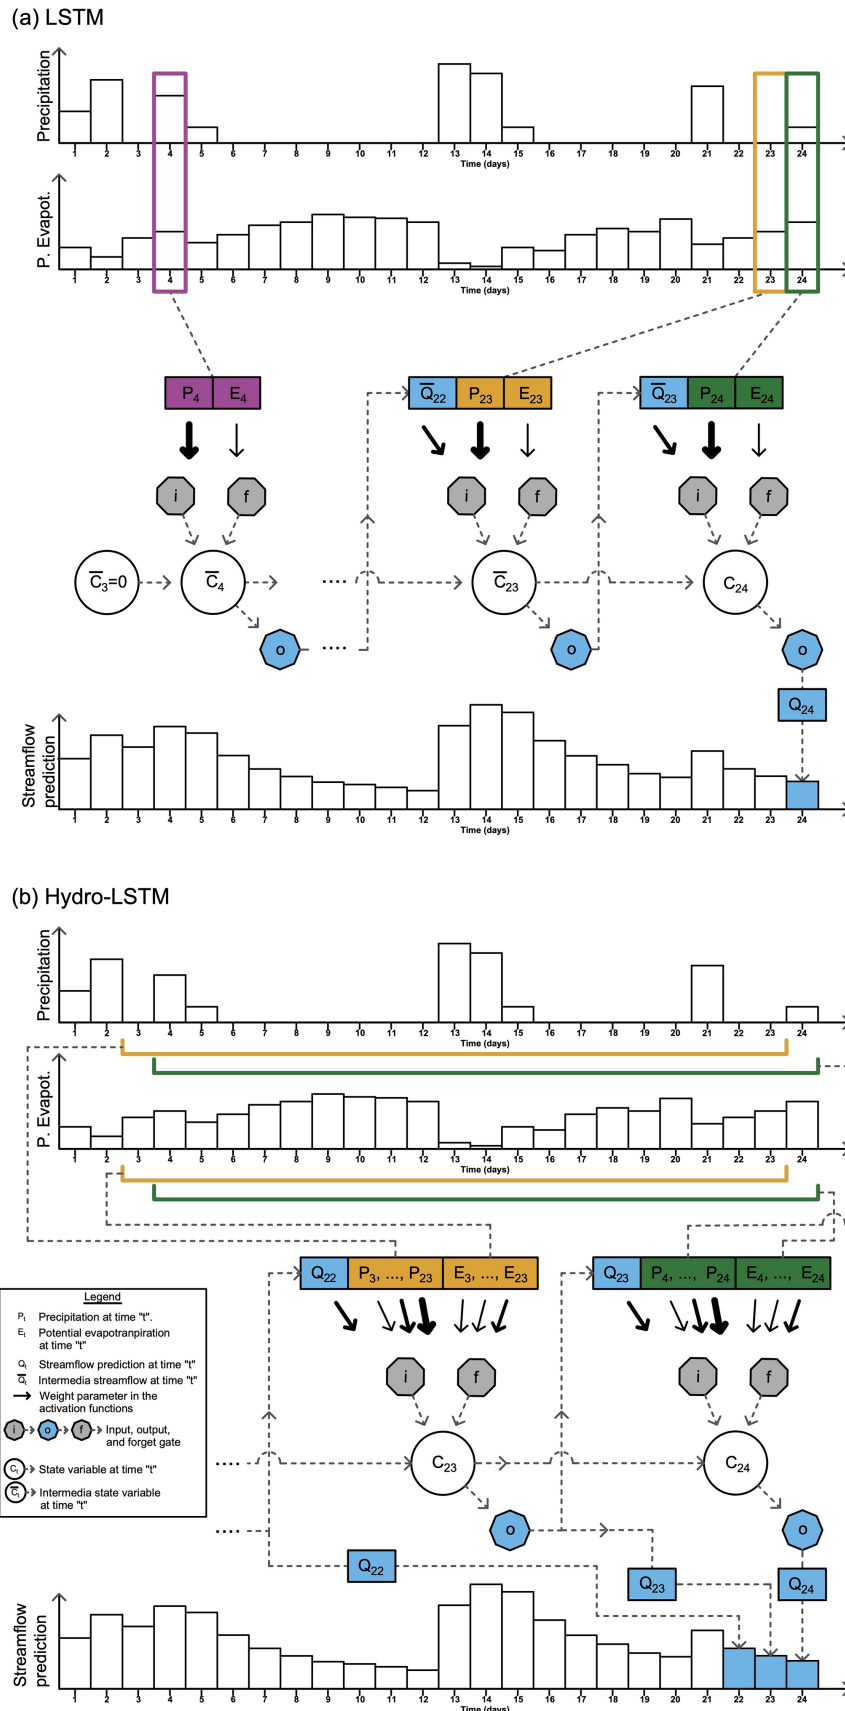 (a) LSTM
Precipitation
1 2 3 4 5 6 7 8 9 10 11 12 13 14 15 16 17 18 19 20 21 22 23 24
Time (days)
P. Evapot.
1 2 3 4 5 6 7 8 9 10 11 12 13 14 15 16 17 18 19 20 21 22 23 24
Time (days)
P₄ E₄ Q̅₂₂ P₂₃ E₂₃ Q̅₂₃ P₂₄ E₂₄
i f i f i f
C̅₃=0 C̅₄ .... C̅₂₃ C₂₄
o .... o o
Q₂₄
Streamflow
prediction
1 2 3 4 5 6 7 8 9 10 11 12 13 14 15 16 17 18 19 20 21 22 23 24
Time (days)
(b) Hydro-LSTM
Precipitation
1 2 3 4 5 6 7 8 9 10 11 12 13 14 15 16 17 18 19 20 21 22 23 24
Time (days)
P. Evapot.
1 2 3 4 5 6 7 8 9 10 11 12 13 14 15 16 17 18 19 20 21 22 23 24
Time (days)
Q₂₂ P₃, ..., P₂₃ E₃, ..., E₂₃ Q₂₃ P₄, ..., P₂₄ E₄, ..., E₂₄
Legend
Pₜ Precipitation at time "t".
Eₜ Potential evapotranpiration
at time "t"
Qₜ Streamflow prediction at time "t"
Q̅ₜ Intermedia streamflow at time "t"
Weight parameter in the
activation functions
i o f Input, output,
and forget gate
Cₜ State variable at time "t"
C̅ₜ Intermedia state variable
at time "t"
i f i f
.... C₂₃ C₂₄
.... o o
Q₂₂ Q₂₃ Q₂₄
Streamflow
prediction
1 2 3 4 5 6 7 8 9 10 11 12 13 14 15 16 17 18 19 20 21 22 23 24
Time (days)